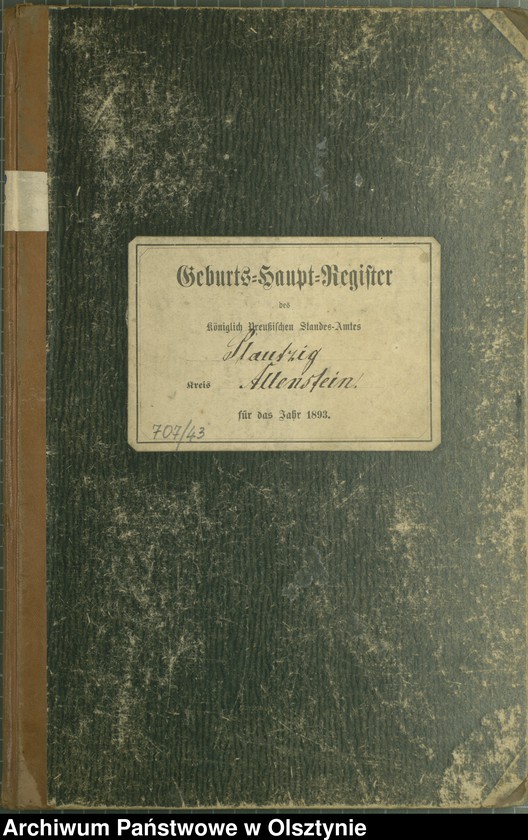 Geburts-Haupt-Register
des
Königlich Preußischen Standes-Amtes
Plautzig
Kreis Allenstein.
für das Jahr 1893.
707/43
Archiwum Państwowe w Olsztynie